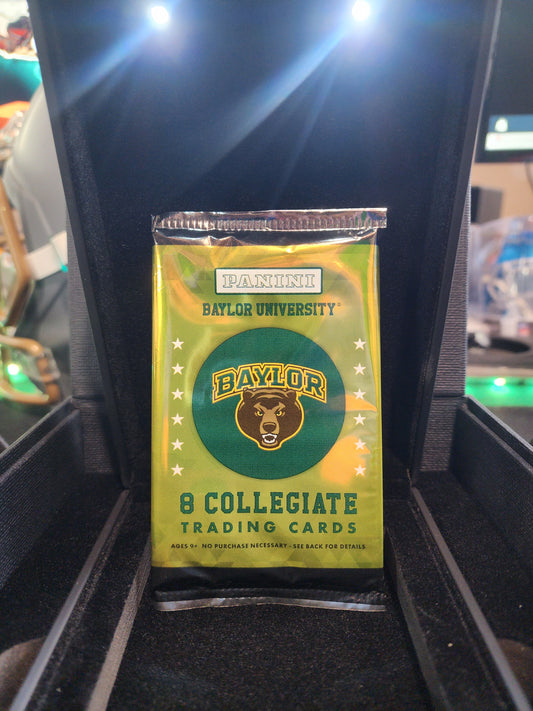 PANINI
BAYLOR UNIVERSITY®
BAYLOR
8 COLLEGIATE
TRADING CARDS
AGES 9+ NO PURCHASE NECESSARY - SEE BACK FOR DETAILS